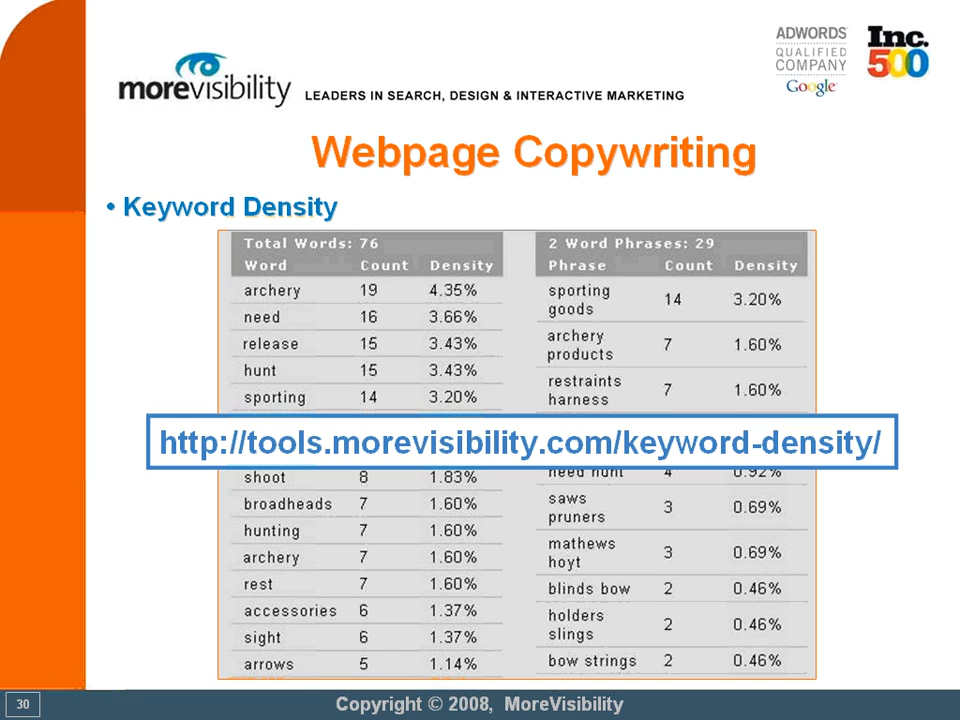 ADWORDS
QUALIFIED
COMPANY
Google
Inc.
500
morevisibility LEADERS IN SEARCH, DESIGN & INTERACTIVE MARKETING
Webpage Copywriting
• Keyword Density
Total Words: 76
Word Count Density
archery 19 4.35%
need 16 3.66%
release 15 3.43%
hunt 15 3.43%
sporting 14 3.20%
2 Word Phrases: 29
Phrase Count Density
sporting
goods 14 3.20%
archery
products 7 1.60%
restraints
harness 7 1.60%
http://tools.morevisibility.com/keyword-density/
shoot 8 1.83%
broadheads 7 1.60%
hunting 7 1.60%
archery 7 1.60%
rest 7 1.60%
accessories 6 1.37%
sight 6 1.37%
arrows 5 1.14%
need hunt 4 0.92%
saws
pruners 3 0.69%
mathews
hoyt 3 0.69%
blinds bow 2 0.46%
holders
slings 2 0.46%
bow strings 2 0.46%
30
Copyright © 2008, MoreVisibility